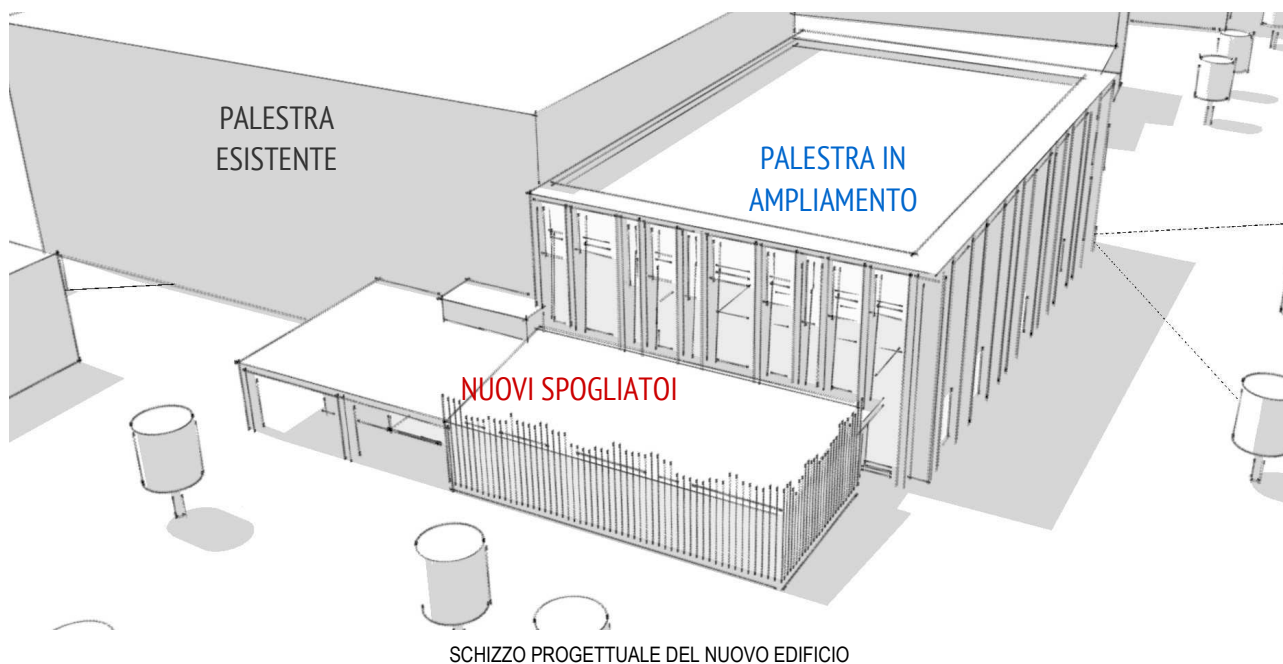 PALESTRA
ESISTENTE
PALESTRA IN
AMPLIAMENTO
NUOVI SPOGLIATOI
SCHIZZO PROGETTUALE DEL NUOVO EDIFICIO